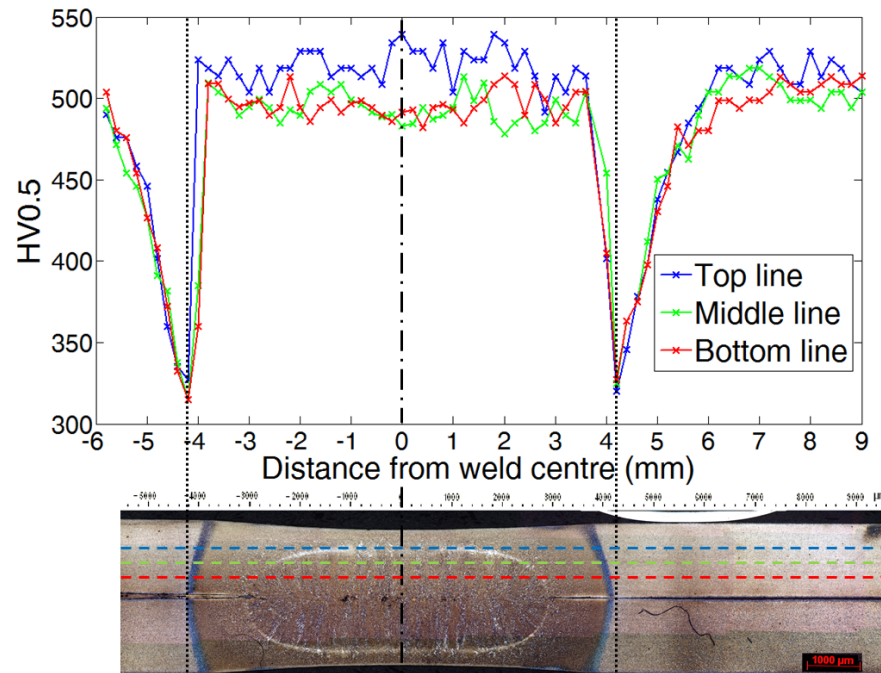 550
500
450
400
350
300
HV0.5
Top line
Middle line
Bottom line
-6 -5 -4 -3 -2 -1 0 1 2 3 4 5 6 7 8 9
Distance from weld centre (mm)
-5000 -4000 -3000 -2000 -1000 0 1000 2000 3000 4000 5000 6000 7000 8000 9000
1000 µm